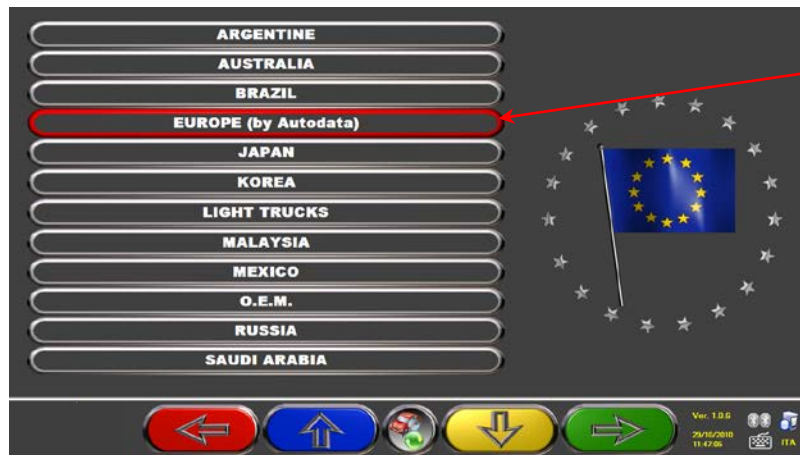 ARGENTINE
AUSTRALIA
BRAZIL
EUROPE (by Autodata)
JAPAN
KOREA
LIGHT TRUCKS
MALAYSIA
MEXICO
O.E.M.
RUSSIA
SAUDI ARABIA
Ver. 1.0.6
29/10/2010
11:42:06
ITA